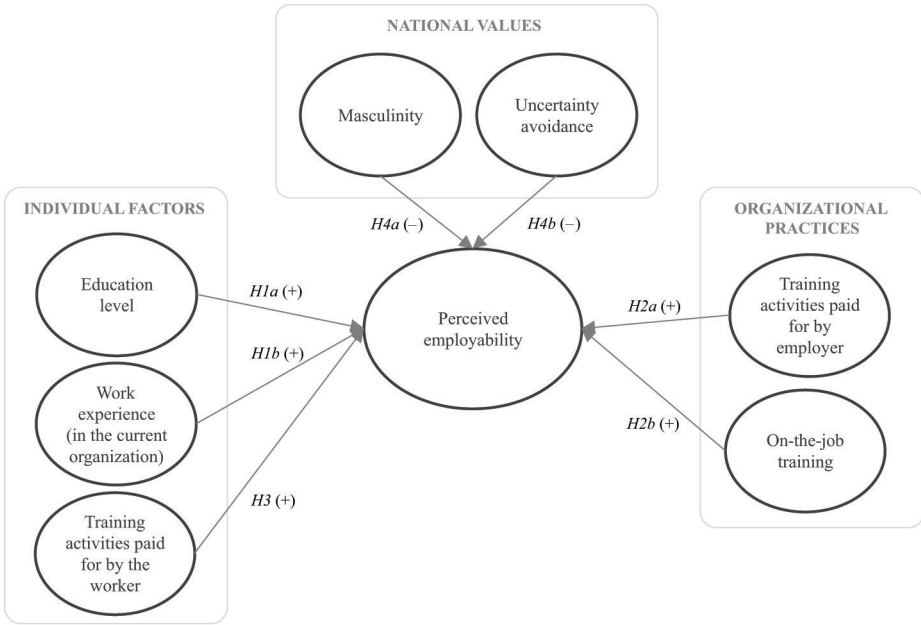 NATIONAL VALUES
Masculinity
Uncertainty
avoidance
H4a (–)
H4b (–)
INDIVIDUAL FACTORS
Education
level
H1a (+)
Work
experience
(in the current
organization)
H1b (+)
Training
activities paid
for by the
worker
H3 (+)
Perceived
employability
ORGANIZATIONAL
PRACTICES
Training
activities paid
for by
employer
H2a (+)
On-the-job
training
H2b (+)